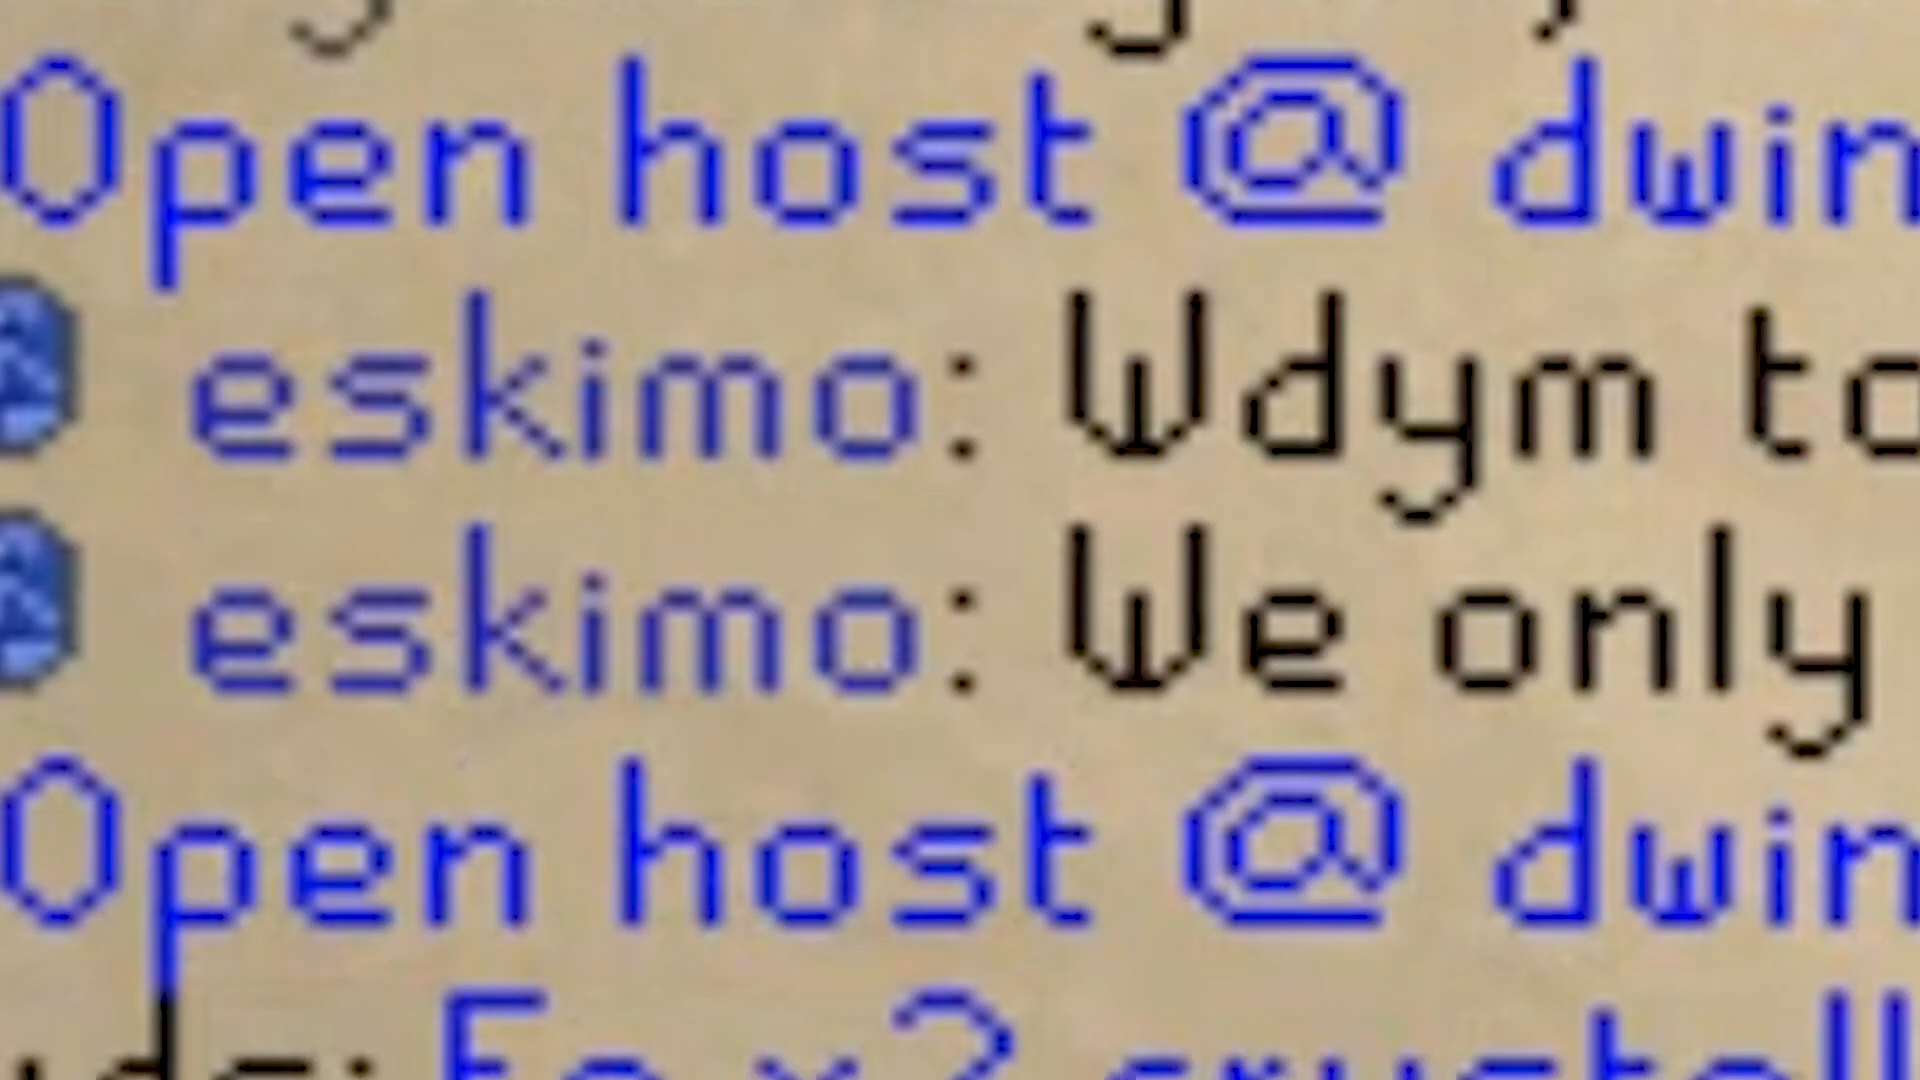 Open host @ dwin
eskimo: Wdym to
eskimo: We only
Open host @ dwin